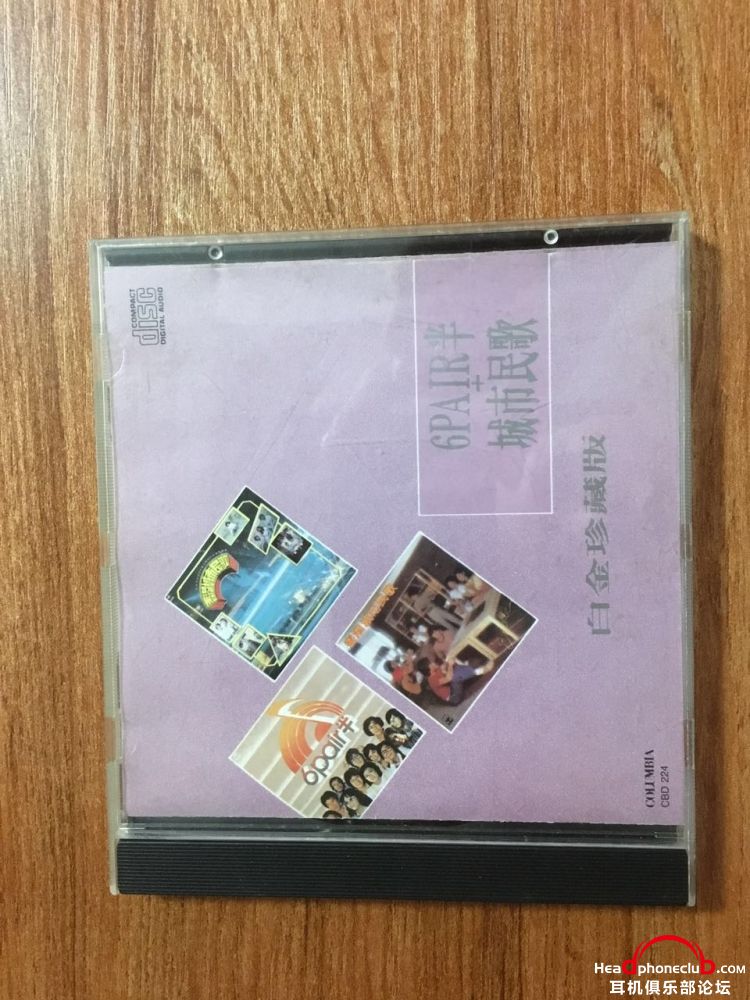 COMPACT
disc
DIGITAL AUDIO
6PAIR半
+
城市民歌
白金珍藏版
6pair半
COLUMBIA
CBD 224
HeadphoneclubD.com
耳机俱乐部论坛